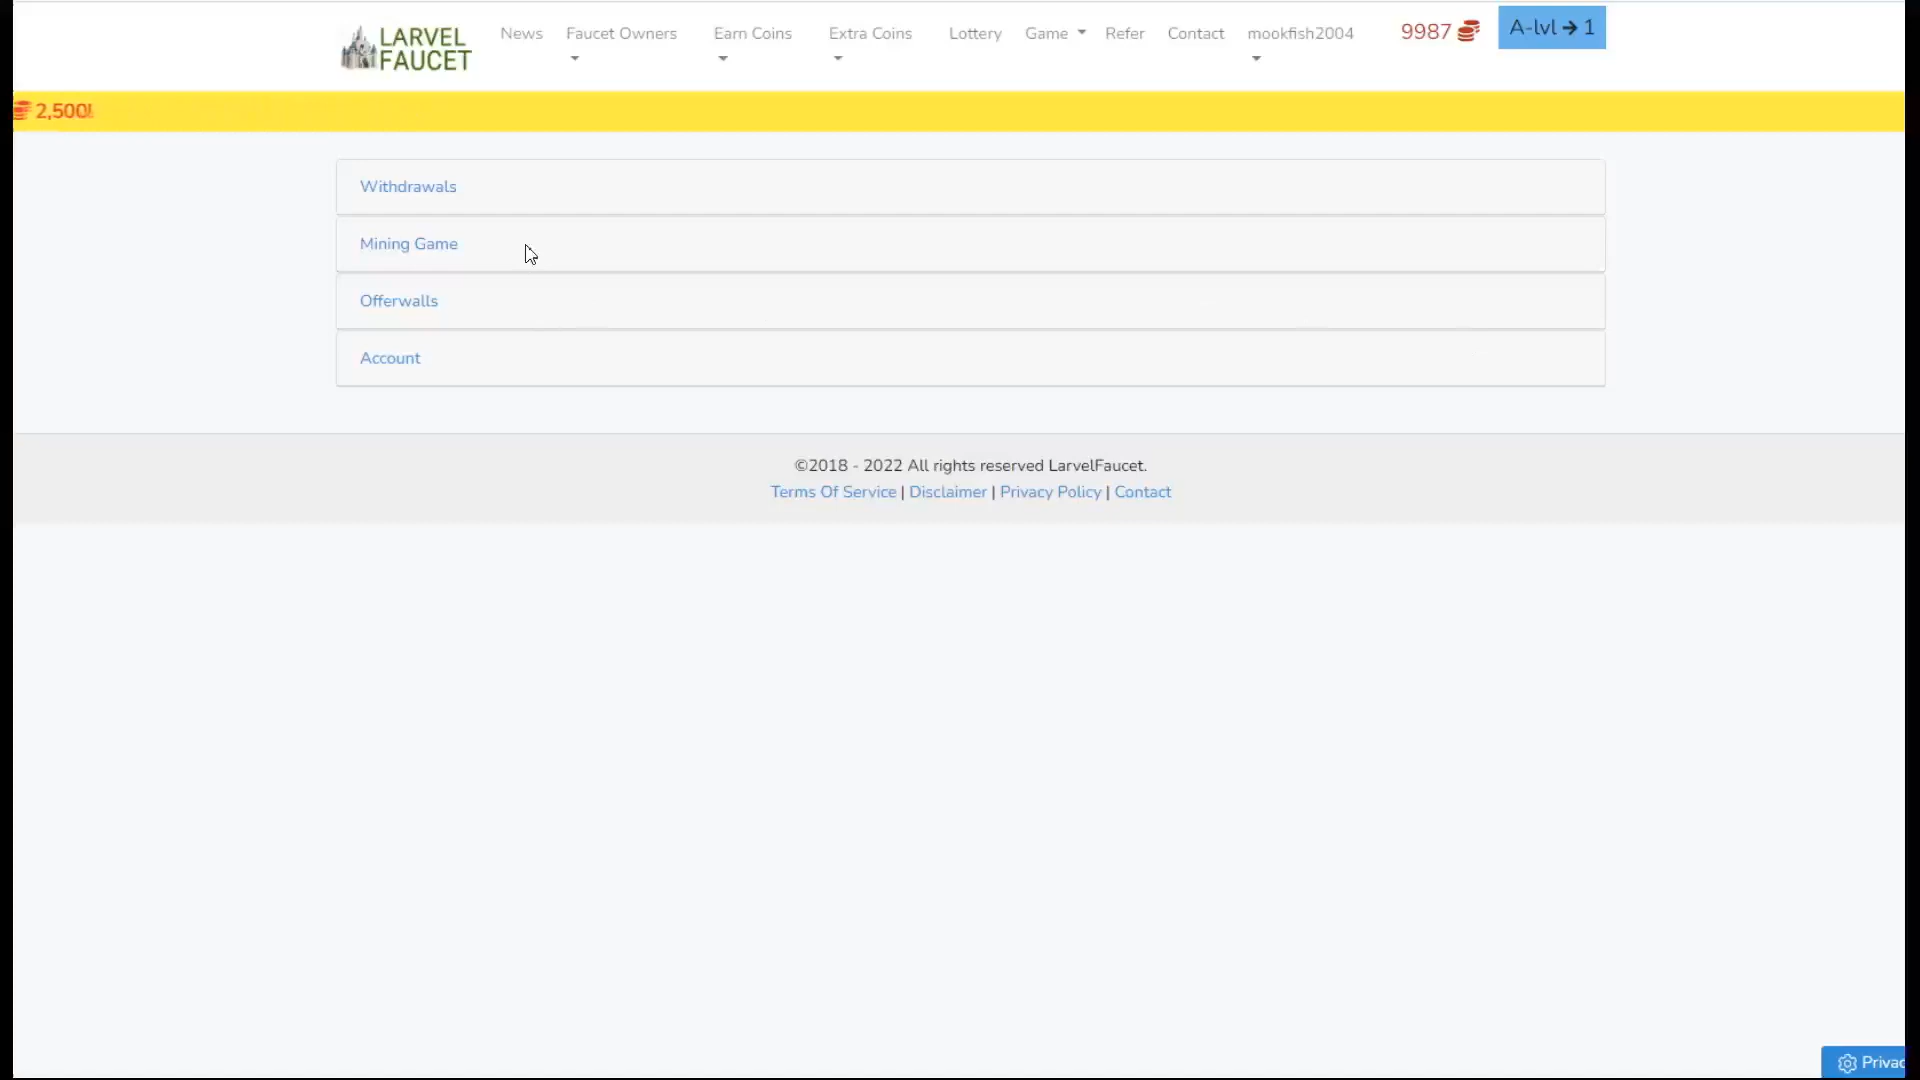 LARVEL
FAUCET
News
Faucet Owners
Earn Coins
Extra Coins
Lottery
Game
Refer
Contact
mookfish2004
9987
A-lvl → 1
2,500!
Withdrawals
Mining Game
Offerwalls
Account
©2018 - 2022 All rights reserved LarvelFaucet.
Terms Of Service | Disclaimer | Privacy Policy | Contact
Privac